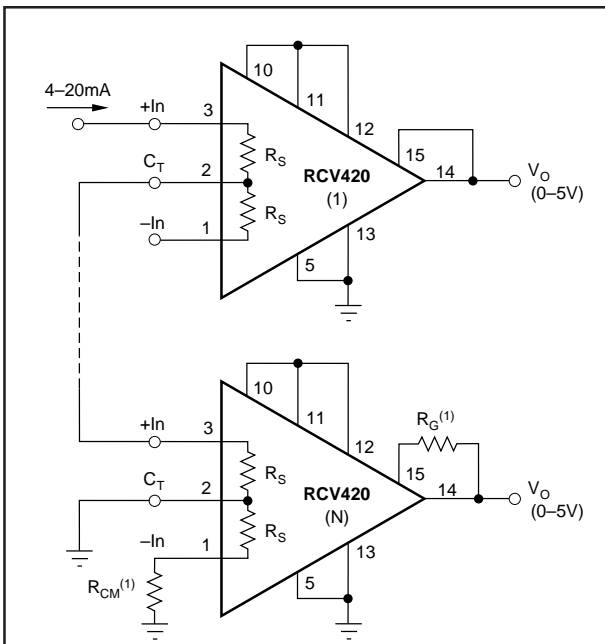 10
4–20mA
+In
3
11
12
R_S
15
C_T
2
RCV420
14
V_O
(1)
(0–5V)
R_S
–In
1
13
5
10
R_G^(1)
+In
3
11
12
R_S
15
C_T
2
RCV420
14
V_O
(N)
(0–5V)
R_S
–In
1
13
5
R_CM^(1)